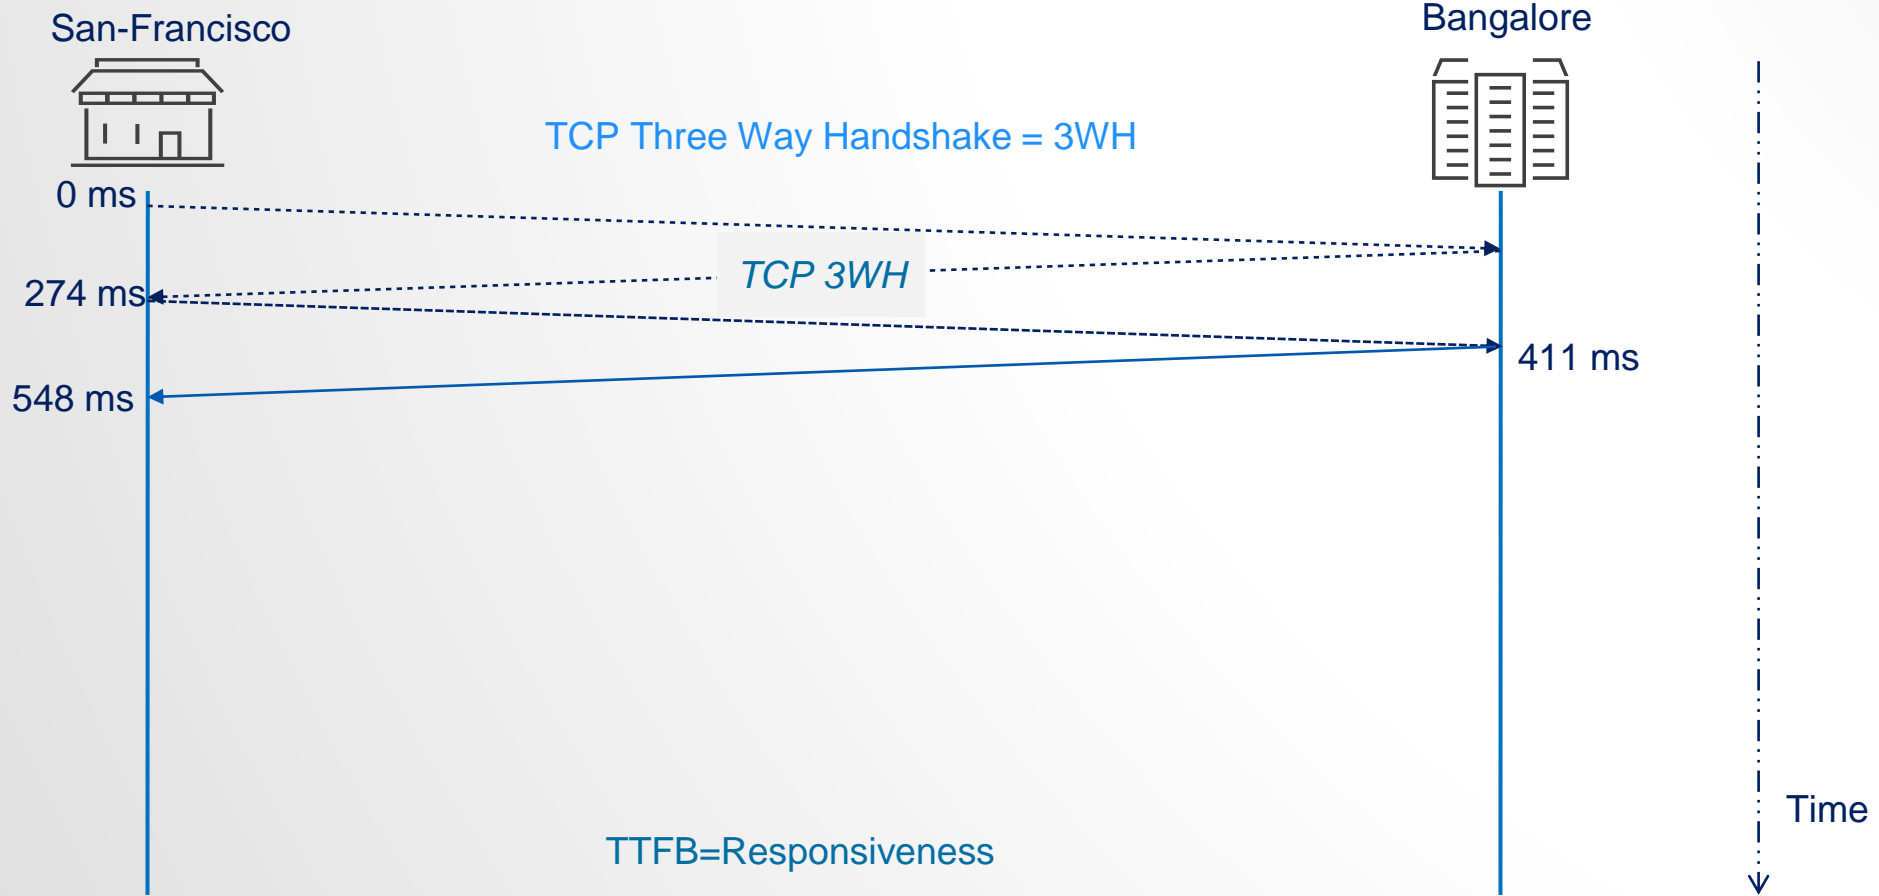 San-Francisco
Bangalore
TCP Three Way Handshake = 3WH
0 ms
TCP 3WH
274 ms
411 ms
548 ms
Time
TTFB=Responsiveness